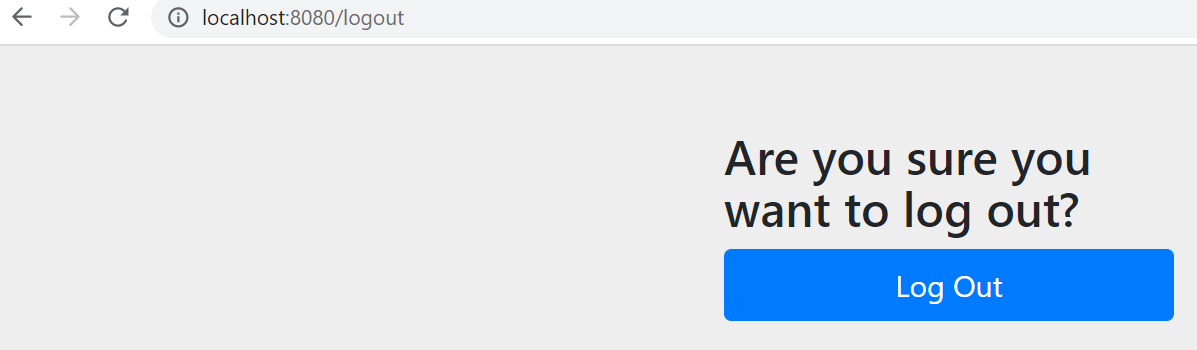 localhost:8080/logout
Are you sure you
want to log out?
Log Out